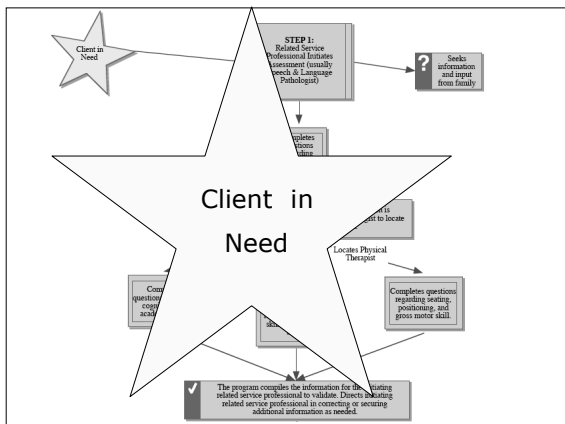 Client in
Need
STEP 1:
Related Service
Professional Initiates
Assessment (usually
Speech & Language
Pathologist)
Seeks
information
and input
from family
?
Client in
Need
is
to locate
Locates Physical
Therapist
Completes questions
regarding seating,
positioning, and
gross motor skill.
✓
The program compiles the information for the initiating
related service professional to validate. Directs initiating
related service professional in correcting or securing
additional information as needed.